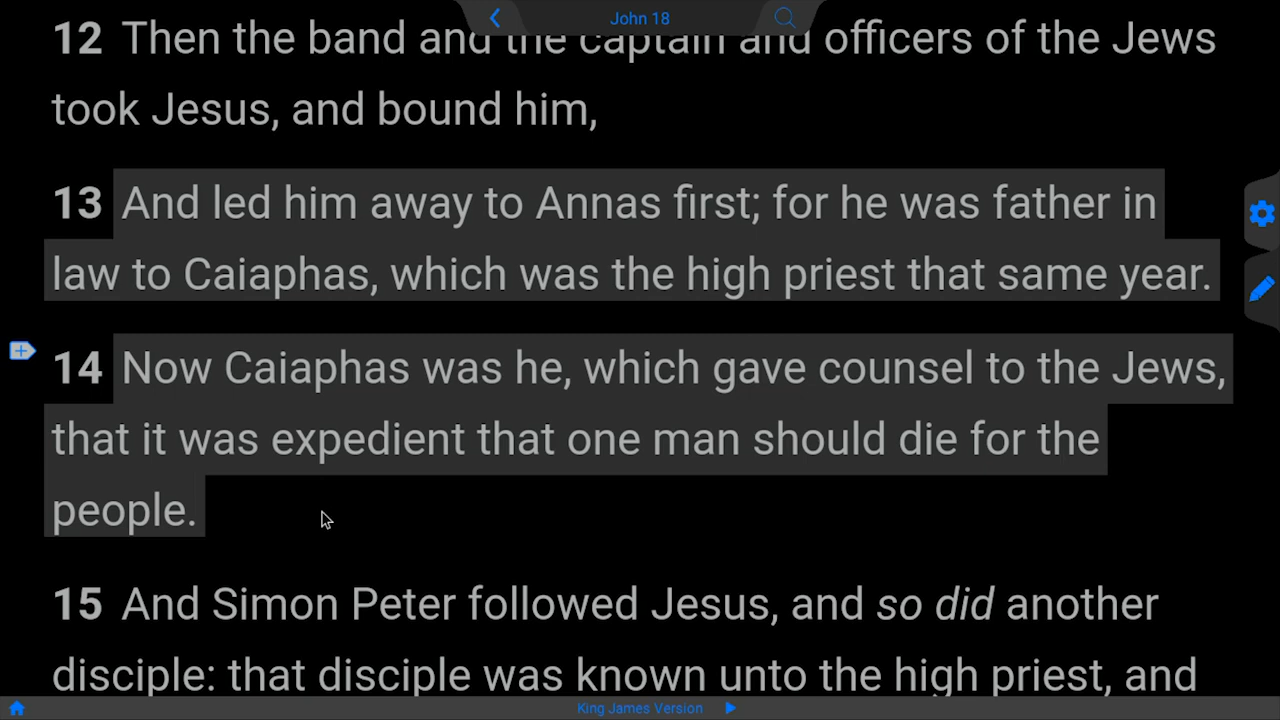 John 18
12 Then the band and the captain and officers of the Jews
took Jesus, and bound him,
13 And led him away to Annas first; for he was father in
law to Caiaphas, which was the high priest that same year.
14 Now Caiaphas was he, which gave counsel to the Jews,
that it was expedient that one man should die for the
people.
15 And Simon Peter followed Jesus, and so did another
disciple: that disciple was known unto the high priest, and
King James Version